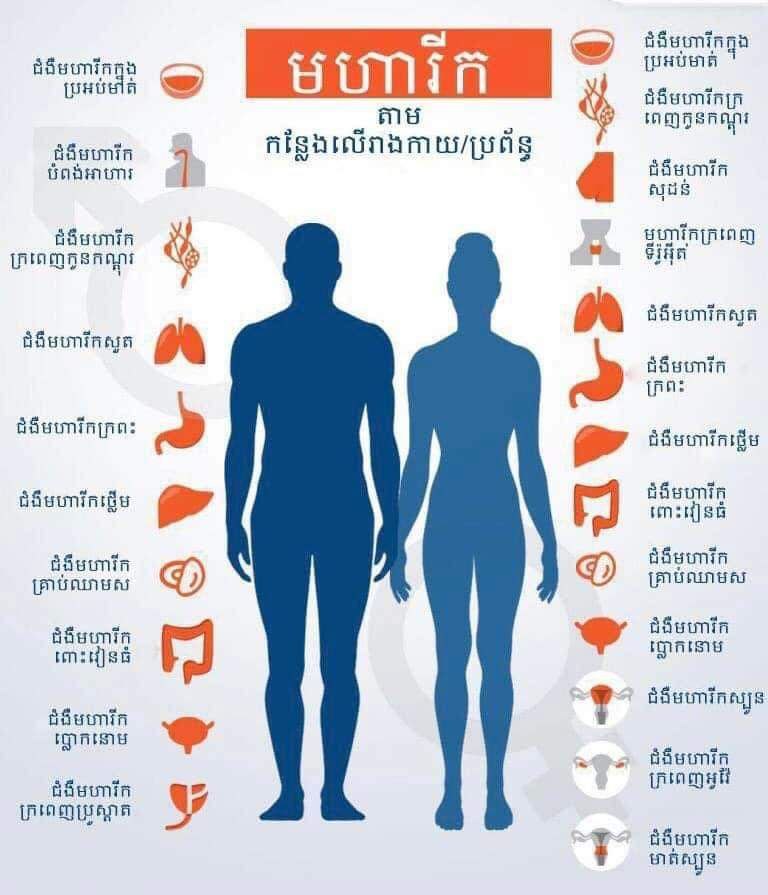 មហារីក
តាម
កន្លែងលើរាងកាយ/ប្រព័ន្ធ
ជំងឺមហារីកក្នុង
ប្រអប់មាត់
ជំងឺមហារីក
បំពង់អាហារ
ជំងឺមហារីក
ក្រពេញកូនកណ្តុរ
ជំងឺមហារីកសួត
ជំងឺមហារីកក្រពះ
ជំងឺមហារីកថ្លើម
ជំងឺមហារីក
គ្រាប់ឈាមស
ជំងឺមហារីក
ពោះវៀនធំ
ជំងឺមហារីក
ប្លោកនោម
ជំងឺមហារីក
ក្រពេញប្រូស្តាត
ជំងឺមហារីកក្នុង
ប្រអប់មាត់
ជំងឺមហារីកក្រ
ពេញកូនកណ្តុរ
ជំងឺមហារីក
សុដន់
មហារីកក្រពេញ
ទីរ៉ូអ៊ីត
ជំងឺមហារីកសួត
ជំងឺមហារីក
ក្រពះ
ជំងឺមហារីកថ្លើម
ជំងឺមហារីក
ពោះវៀនធំ
ជំងឺមហារីក
គ្រាប់ឈាមស
ជំងឺមហារីក
ប្លោកនោម
ជំងឺមហារីកស្បូន
ជំងឺមហារីក
ក្រពេញអូវែ
ជំងឺមហារីក
មាត់ស្បូន